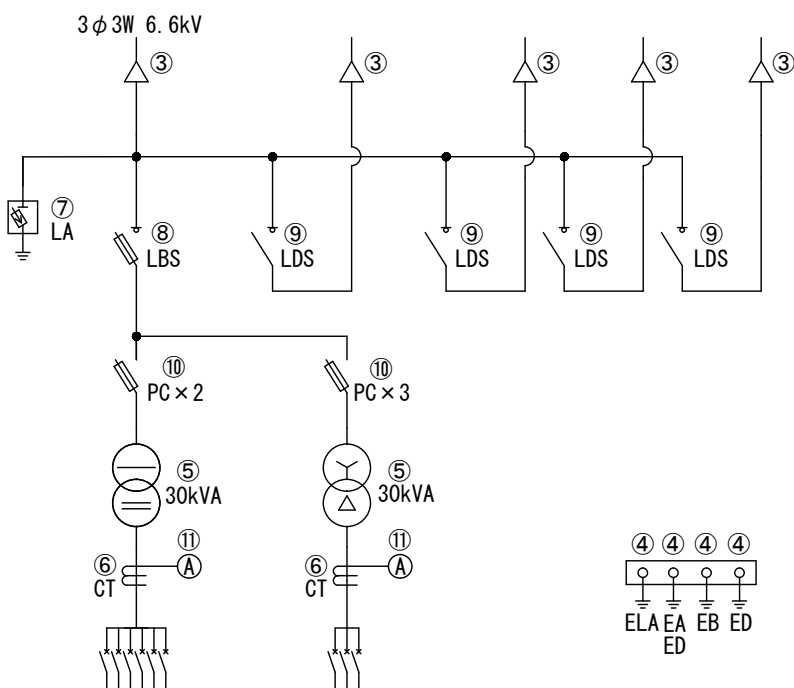 3φ3W 6.6kV
③ ③ ③ ③ ③
⑦
LA
⑧
LBS
⑨
LDS
⑨
LDS
⑨
LDS
⑨
LDS
⑩
PC×2
⑩
PC×3
⑤
30kVA
⑤
30kVA
⑥
CT
⑪
A
⑥
CT
⑪
A
④ ④ ④ ④
ELA EA EB ED
ED